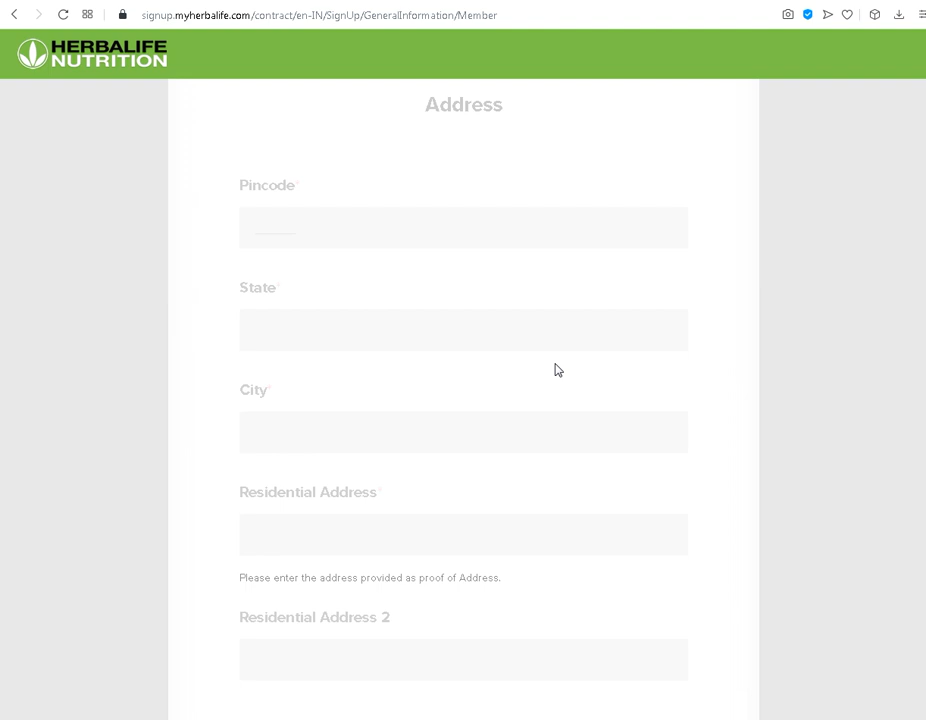 signup.myherbalife.com/contract/en-IN/SignUp/GeneralInformation/Member
HERBALIFE
NUTRITION
Address
Pincode*
State*
City*
Residential Address*
Please enter the address provided as proof of Address.
Residential Address 2